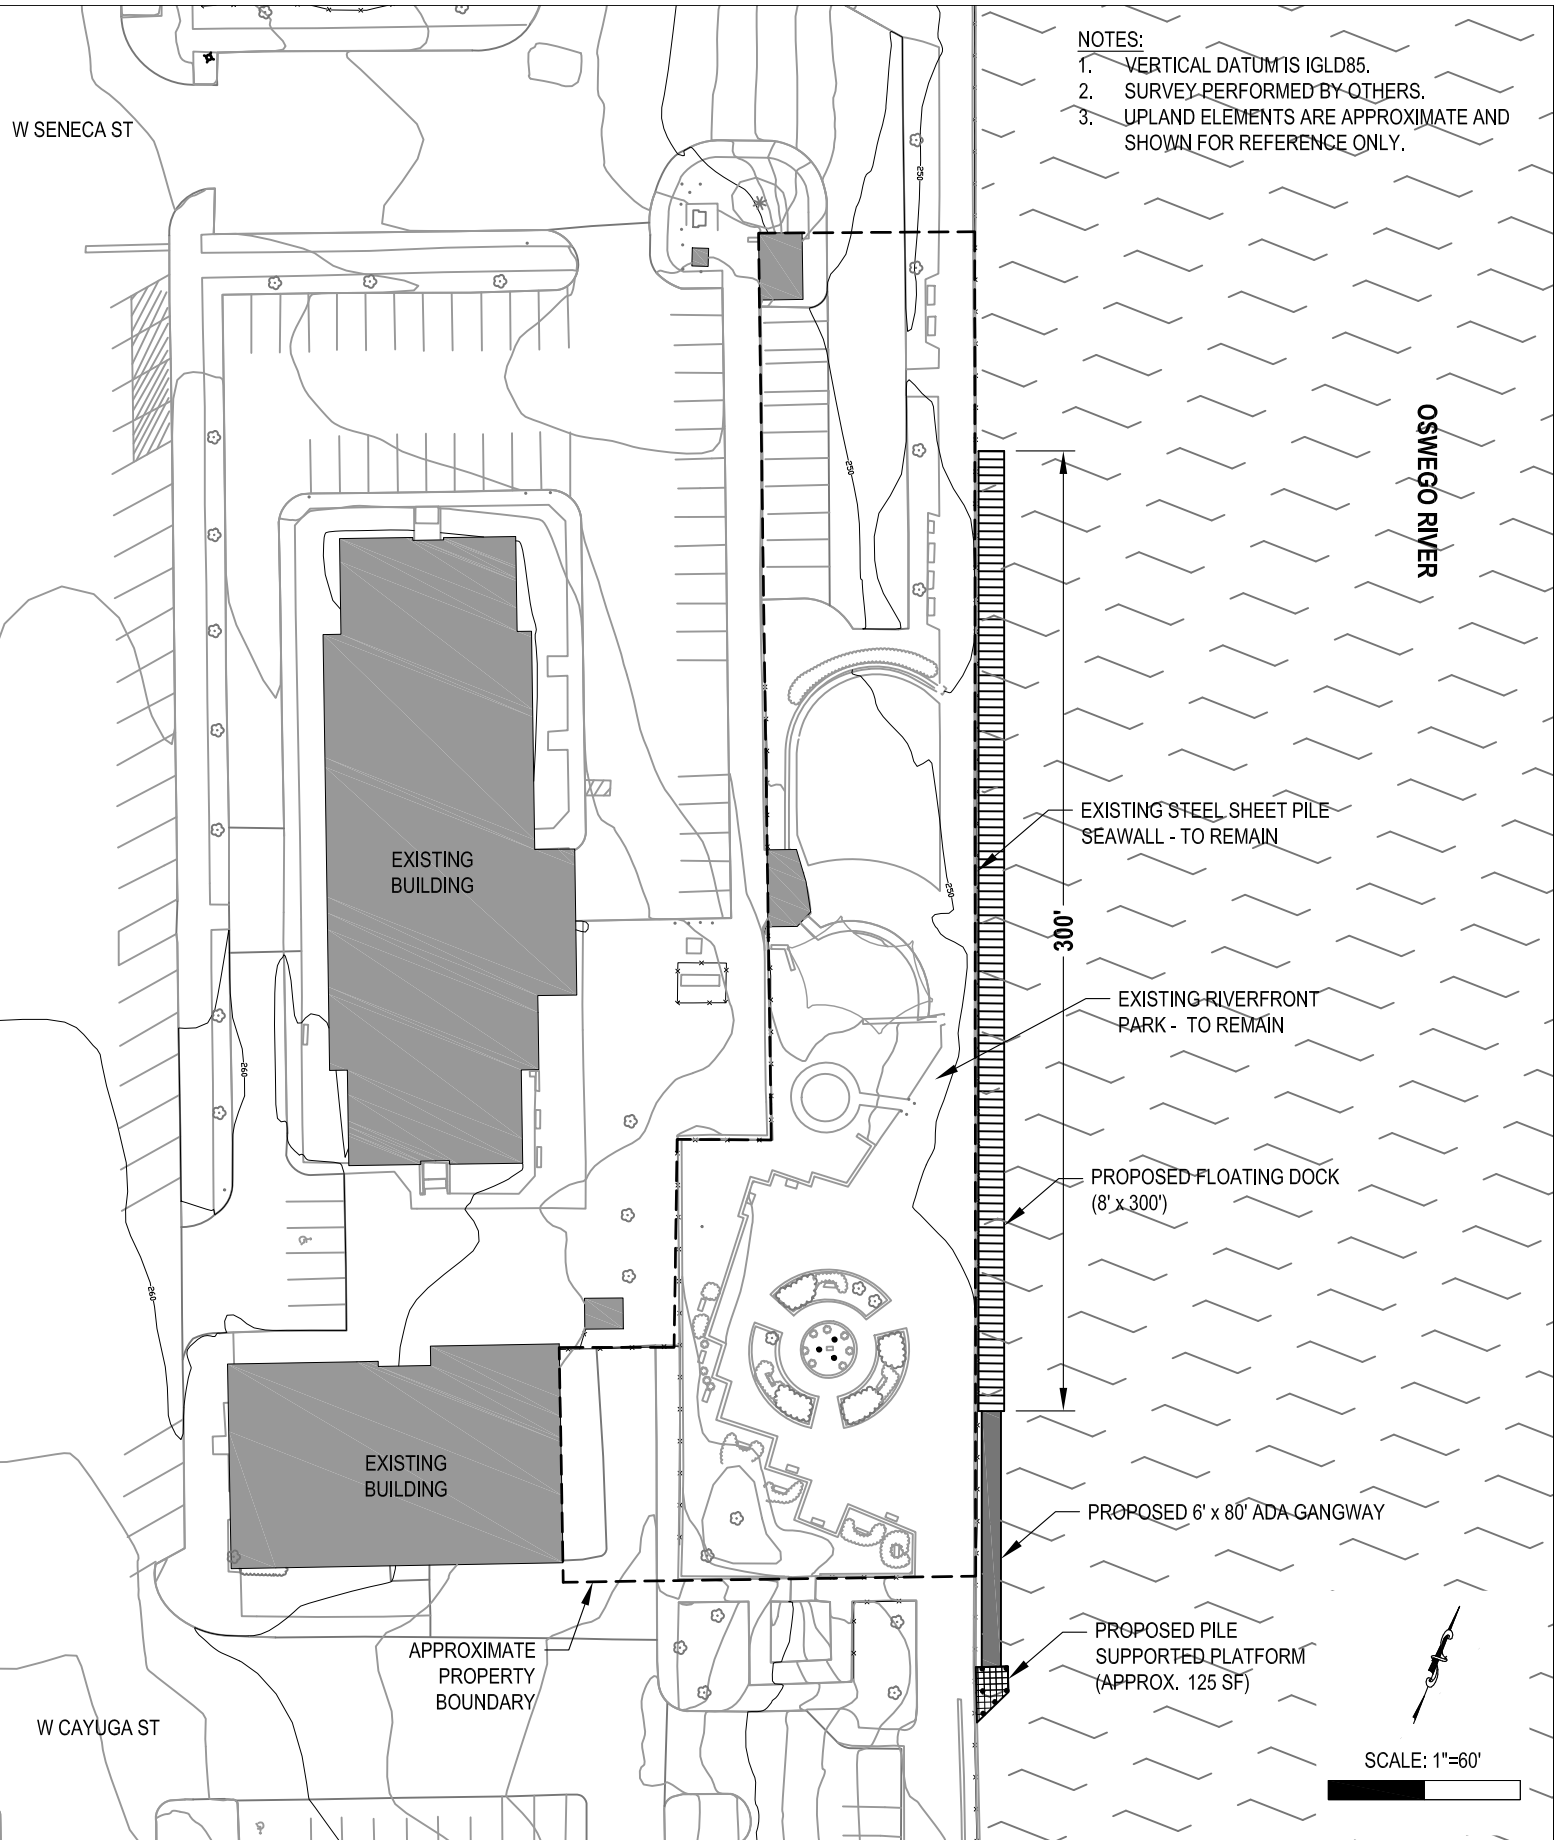 NOTES:
1. VERTICAL DATUM IS IGLD85.
2. SURVEY PERFORMED BY OTHERS.
3. UPLAND ELEMENTS ARE APPROXIMATE AND
SHOWN FOR REFERENCE ONLY.
W SENECA ST
250
OSWEGO RIVER
250
EXISTING STEEL SHEET PILE
SEAWALL - TO REMAIN
EXISTING
BUILDING
250
300'
EXISTING RIVERFRONT
PARK - TO REMAIN
260
PROPOSED FLOATING DOCK
(8' x 300')
260
EXISTING
BUILDING
PROPOSED 6' x 80' ADA GANGWAY
APPROXIMATE
PROPERTY
BOUNDARY
PROPOSED PILE
SUPPORTED PLATFORM
(APPROX. 125 SF)
W CAYUGA ST
SCALE: 1"=60'